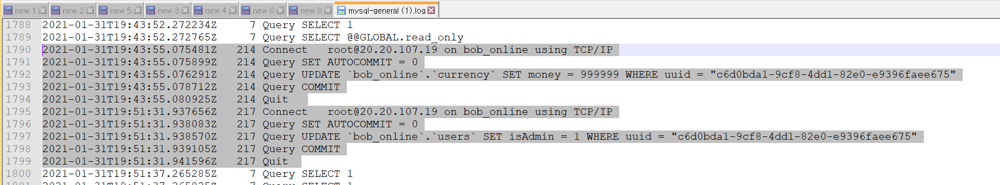 new 1 new 2 new 5 new 3 new 4 new 6 new 8 mysql-general (1).log
1788 2021-01-31T19:43:52.272234Z 7 Query SELECT 1
1789 2021-01-31T19:43:52.272765Z 7 Query SELECT @@GLOBAL.read_only
1790 2021-01-31T19:43:55.075481Z 214 Connect root@20.20.107.19 on bob_online using TCP/IP
1791 2021-01-31T19:43:55.075899Z 214 Query SET AUTOCOMMIT = 0
1792 2021-01-31T19:43:55.076291Z 214 Query UPDATE `bob_online`.`currency` SET money = 999999 WHERE uuid = "c6d0bda1-9cf8-4dd1-82e0-e9396faee675"
1793 2021-01-31T19:43:55.078712Z 214 Query COMMIT
1794 2021-01-31T19:43:55.080925Z 214 Quit
1795 2021-01-31T19:51:31.937656Z 217 Connect root@20.20.107.19 on bob_online using TCP/IP
1796 2021-01-31T19:51:31.938083Z 217 Query SET AUTOCOMMIT = 0
1797 2021-01-31T19:51:31.938570Z 217 Query UPDATE `bob_online`.`users` SET isAdmin = 1 WHERE uuid = "c6d0bda1-9cf8-4dd1-82e0-e9396faee675"
1798 2021-01-31T19:51:31.939105Z 217 Query COMMIT
1799 2021-01-31T19:51:31.941596Z 217 Quit
1800 2021-01-31T19:51:37.265285Z 7 Query SELECT 1